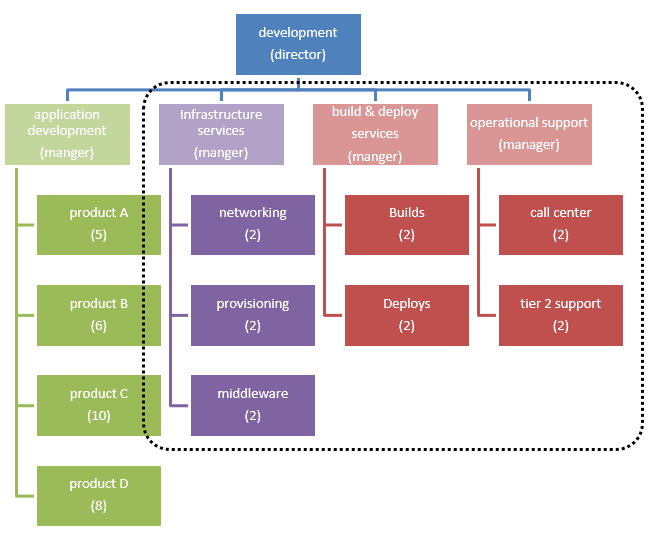 development
(director)
application
development
(manger)
Infrastructure
services
(manger)
build & deploy
services
(manger)
operational support
(manager)
product A
(5)
networking
(2)
Builds
(2)
call center
(2)
product B
(6)
provisioning
(2)
Deploys
(2)
tier 2 support
(2)
product C
(10)
middleware
(2)
product D
(8)